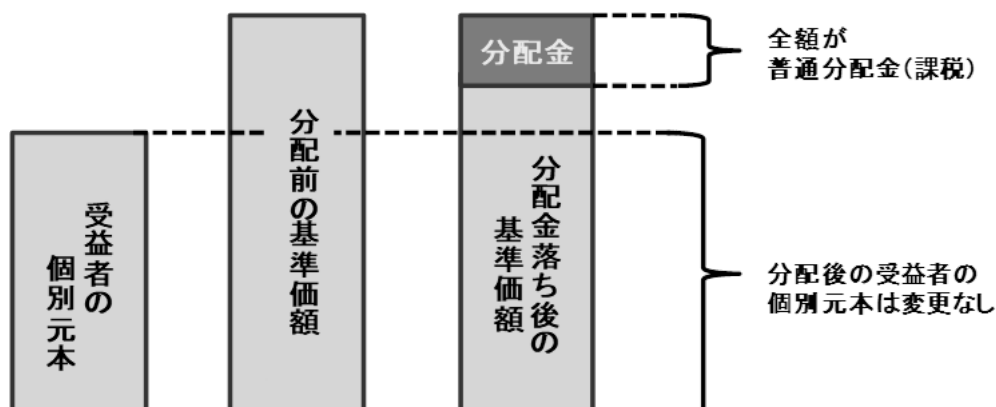 受益者の
個別元本
分配前の基準価額
分配金
分配金落ち後の
基準価額
全額が
普通分配金(課税)
分配後の受益者の
個別元本は変更なし